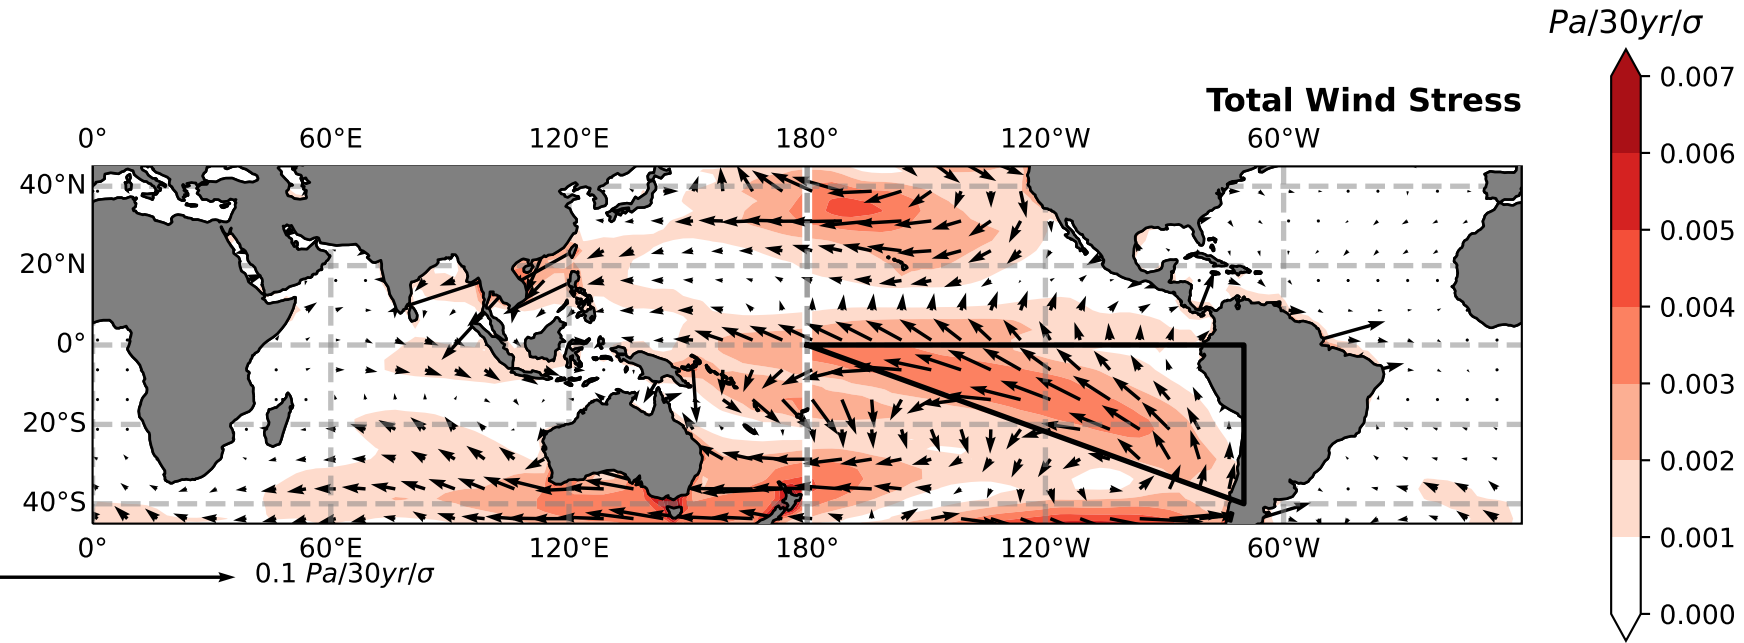 Pa/30yr/σ
Total Wind Stress
0° 60°E 120°E 180° 120°W 60°W
40°N
20°N
0°
20°S
40°S
0° 60°E 120°E 180° 120°W 60°W
0.1 Pa/30yr/σ
0.007
0.006
0.005
0.004
0.003
0.002
0.001
0.000